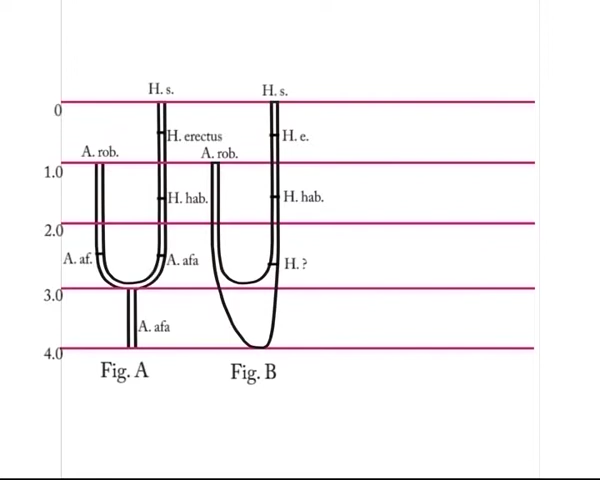 H. s.
H. s.
0
H. erectus
H. e.
A. rob.
A. rob.
1.0
H. hab.
H. hab.
2.0
A. af.
A. afa
H. ?
3.0
A. afa
4.0
Fig. A
Fig. B